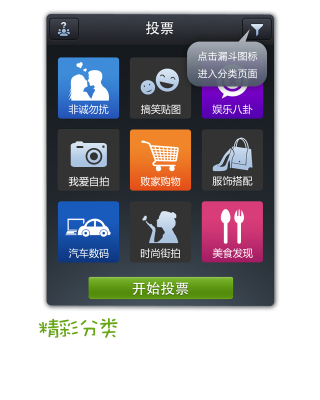 ?
投票
点击漏斗图标
进入分类页面
非诚勿扰
搞笑贴图
娱乐八卦
我爱自拍
败家购物
服饰搭配
汽车数码
时尚街拍
美食发现
开始投票
精彩分类